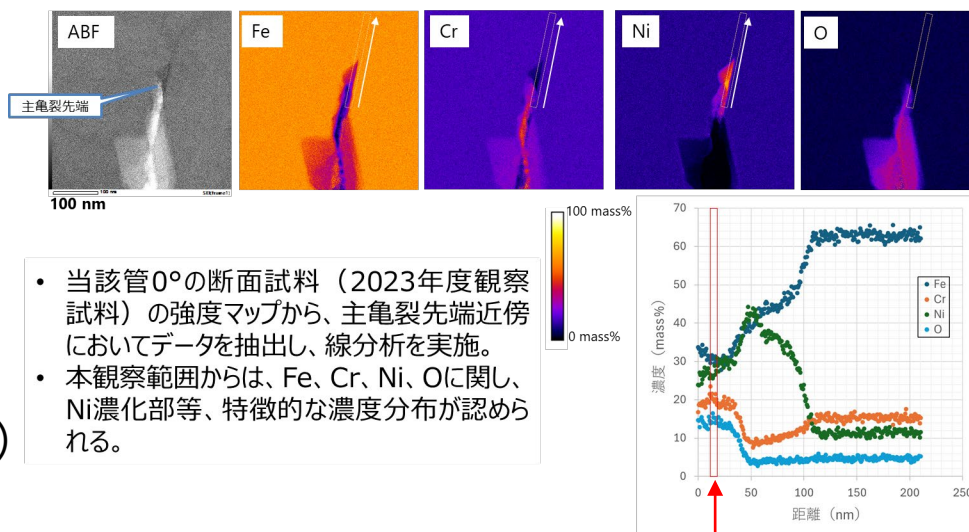 ABF
Fe
Cr
Ni
O
主亀裂先端
100 nm
100 mass%
0 mass%
• 当該管0°の断面試料（2023年度観察
試料）の強度マップから、主亀裂先端近傍
においてデータを抽出し、線分析を実施。
• 本観察範囲からは、Fe、Cr、Ni、Oに関し、
Ni濃化部等、特徴的な濃度分布が認めら
れる。
)
70
60
50
40
30
20
10
0
濃度（mass%）
Fe
Cr
Ni
O
0 50 100 150 200 250
距離（nm）